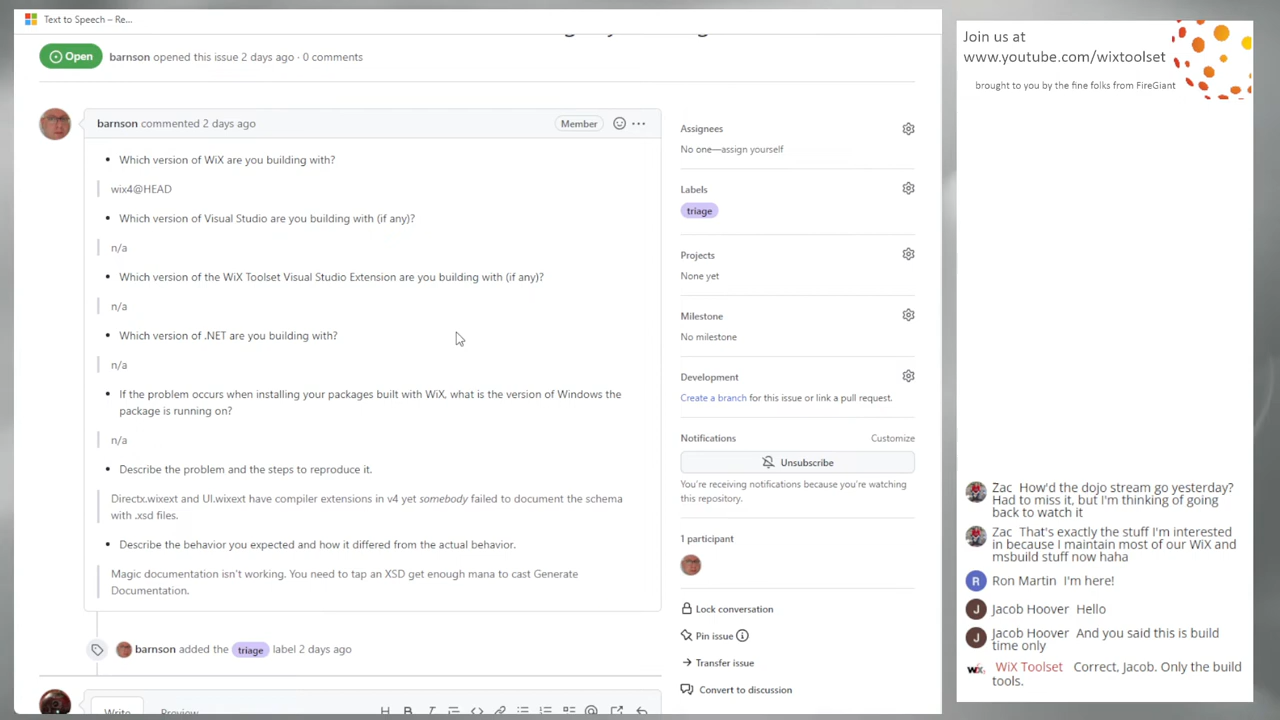 Text to Speech – Re...
Open
barnson opened this issue 2 days ago · 0 comments
barnson commented 2 days ago
Member
• Which version of WiX are you building with?
wix4@HEAD
• Which version of Visual Studio are you building with (if any)?
n/a
• Which version of the WiX Toolset Visual Studio Extension are you building with (if any)?
n/a
• Which version of .NET are you building with?
n/a
• If the problem occurs when installing your packages built with WiX, what is the version of Windows the
package is running on?
n/a
• Describe the problem and the steps to reproduce it.
Directx.wixext and UI.wixext have compiler extensions in v4 yet somebody failed to document the schema
with .xsd files.
• Describe the behavior you expected and how it differed from the actual behavior.
Magic documentation isn't working. You need to tap an XSD get enough mana to cast Generate
Documentation.
barnson added the triage label 2 days ago
Write
Preview
Assignees
No one—assign yourself
Labels
triage
Projects
None yet
Milestone
No milestone
Development
Create a branch for this issue or link a pull request.
Notifications
Customize
Unsubscribe
You're receiving notifications because you're watching
this repository.
1 participant
Lock conversation
Pin issue
Transfer issue
Convert to discussion
Join us at
www.youtube.com/wixtoolset
brought to you by the fine folks from FireGiant
Zac How'd the dojo stream go yesterday?
Had to miss it, but I'm thinking of going
back to watch it
Zac That's exactly the stuff I'm interested
in because I maintain most of our WiX and
msbuild stuff now haha
R
Ron Martin I'm here!
J
Jacob Hoover Hello
J
Jacob Hoover And you said this is build
time only
WiX
WiX Toolset Correct, Jacob. Only the build
tools.